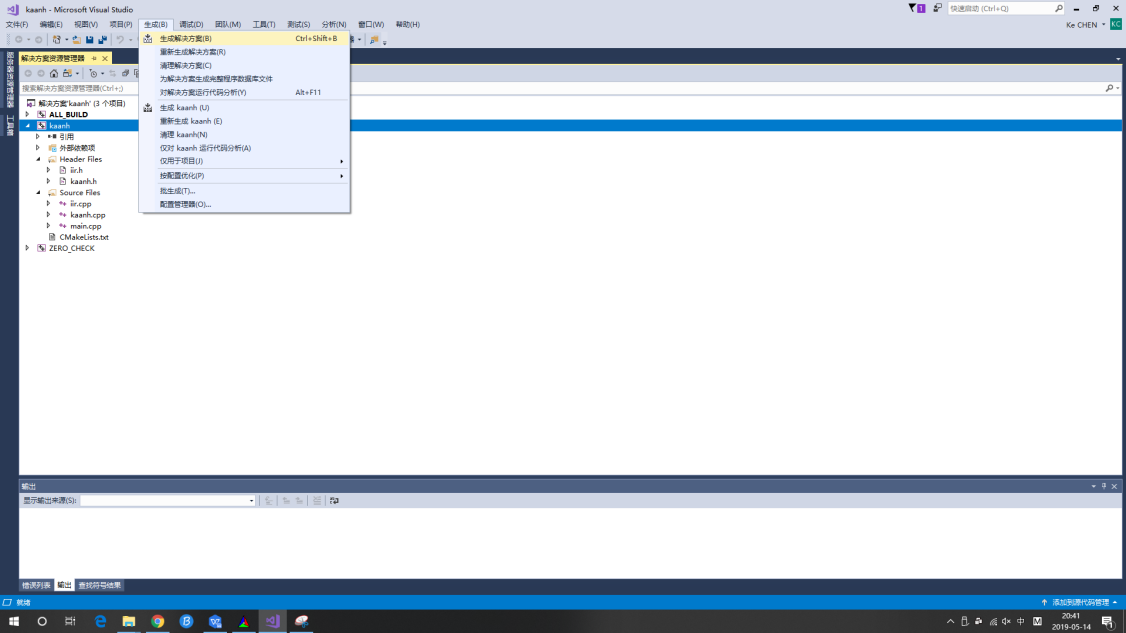 kaanh - Microsoft Visual Studio
1
快速启动 (Ctrl+Q)
文件(F) 编辑(E) 视图(V) 项目(P) 生成(B) 调试(D) 团队(M) 工具(T) 测试(S) 分析(N) 窗口(W) 帮助(H)
Ke CHEN
KC
生成解决方案(B) Ctrl+Shift+B
重新生成解决方案(R)
清理解决方案(C)
为解决方案生成完整程序数据库文件
对解决方案运行代码分析(Y) Alt+F11
生成 kaanh (U)
重新生成 kaanh (E)
清理 kaanh(N)
仅对 kaanh 运行代码分析(A)
仅用于项目(J)
按配置优化(P)
批生成(T)...
配置管理器(O)...
工具箱
解决方案资源管理器
搜索解决方案资源管理器(Ctrl+;)
解决方案'kaanh' (3 个项目)
ALL_BUILD
kaanh
引用
外部依赖项
Header Files
iir.h
kaanh.h
Source Files
iir.cpp
kaanh.cpp
main.cpp
CMakeLists.txt
ZERO_CHECK
输出
显示输出来源(S):
错误列表 输出 查找符号结果
就绪
添加到源代码管理
中
M
20:41
2019-05-14
1